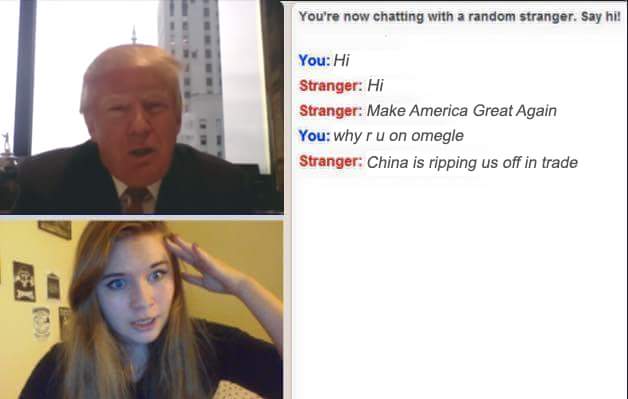 You're now chatting with a random stranger. Say hi!
You: Hi
Stranger: Hi
Stranger: Make America Great Again
You: why r u on omegle
Stranger: China is ripping us off in trade